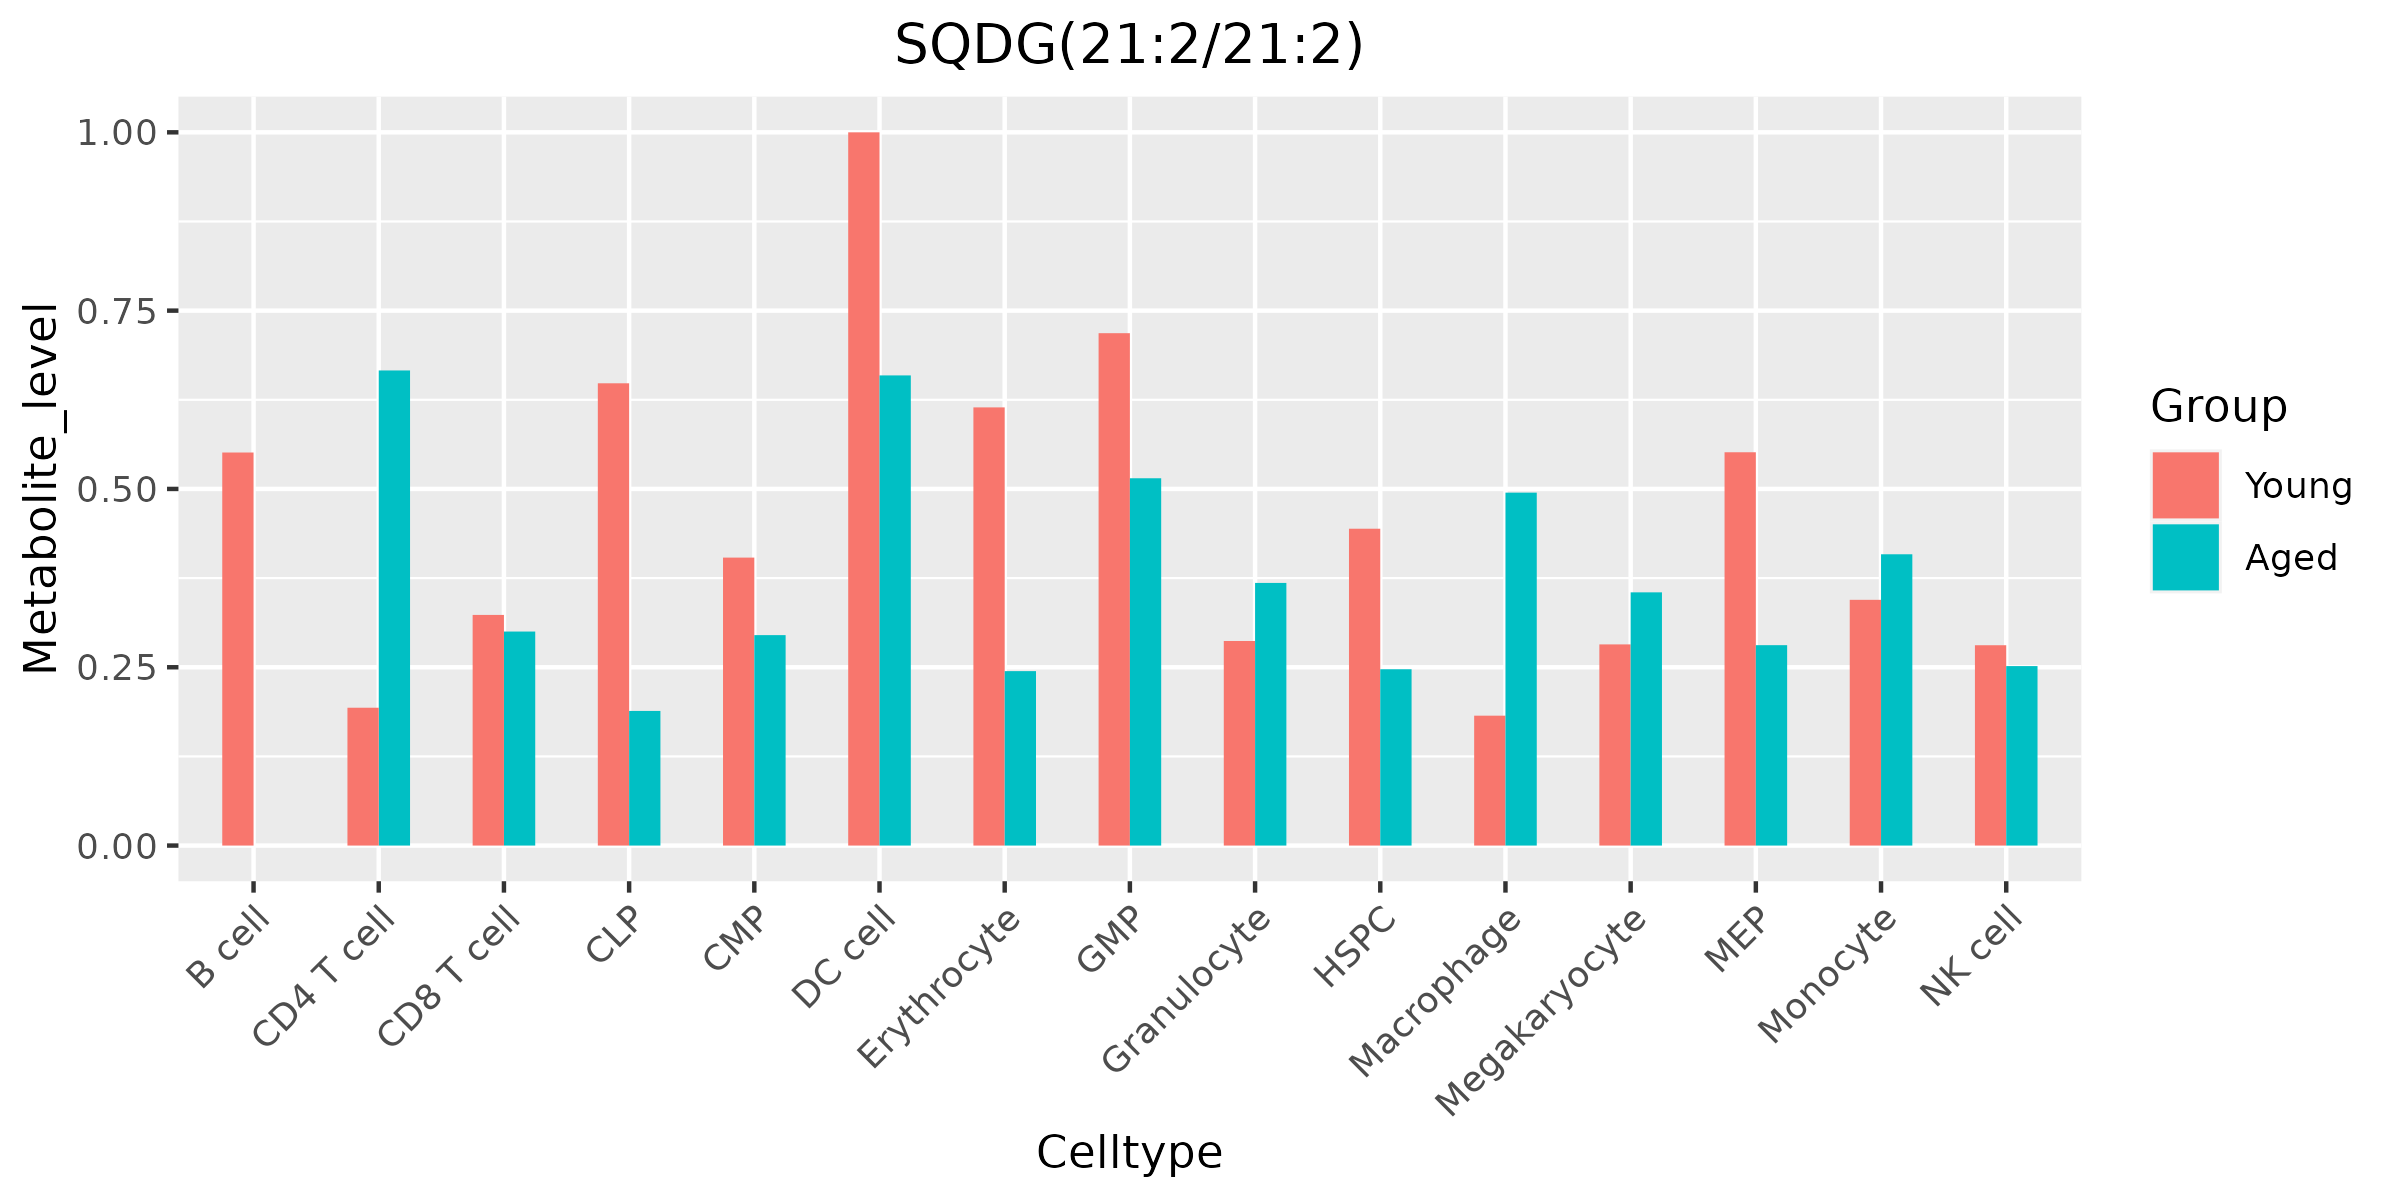 SQDG(21:2/21:2)
Metabolite_level
1.00
0.75
0.50
0.25
0.00
B cell
CD4 T cell
CD8 T cell
CLP
CMP
DC cell
Erythrocyte
GMP
Granulocyte
HSPC
Macrophage
Megakaryocyte
MEP
Monocyte
NK cell
Celltype
Group
Young
Aged